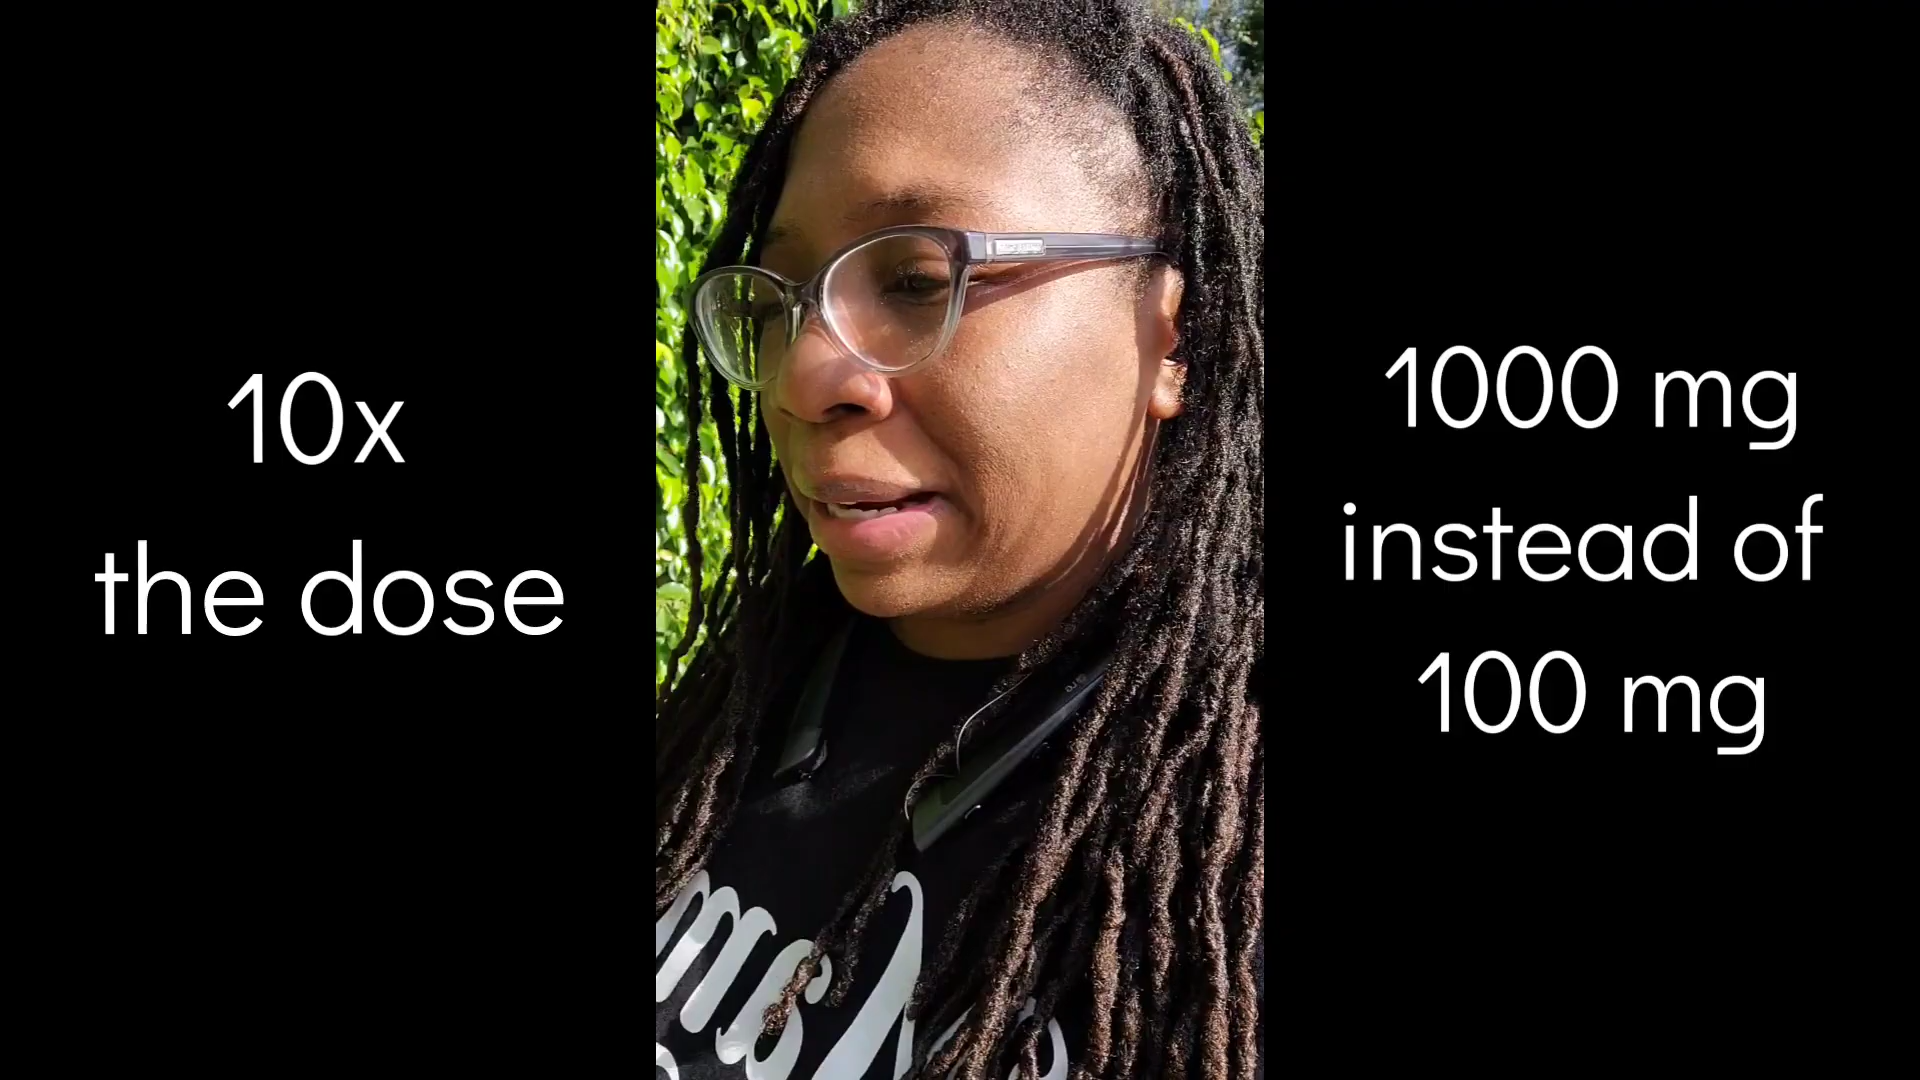 10x
the dose
1000 mg
instead of
100 mg